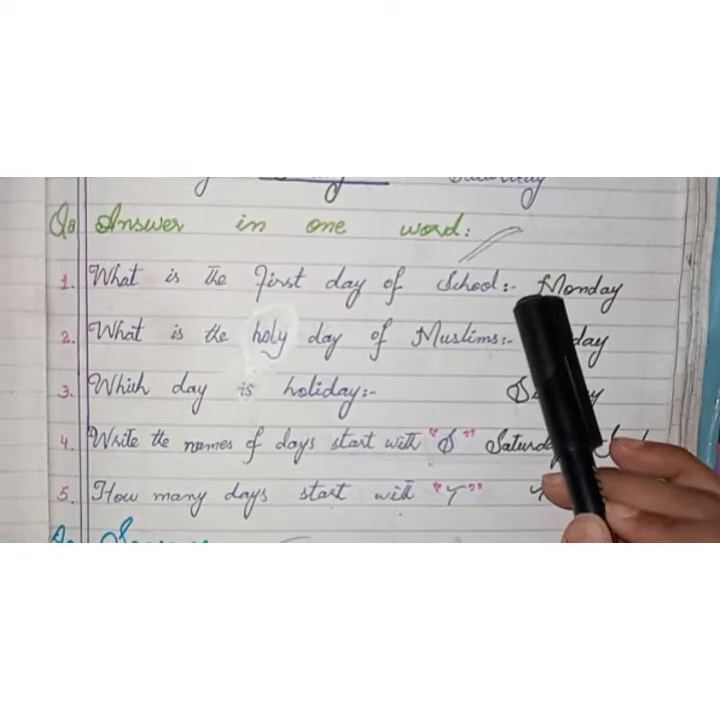 Saturday
Q8 Answer in one word:
1. What is the first day of School:- Monday
2. What is the holy day of Muslims:- day
3. Which day is holiday:-
4. Write the names of days start with "S" Saturday
5. How many days start with "T"